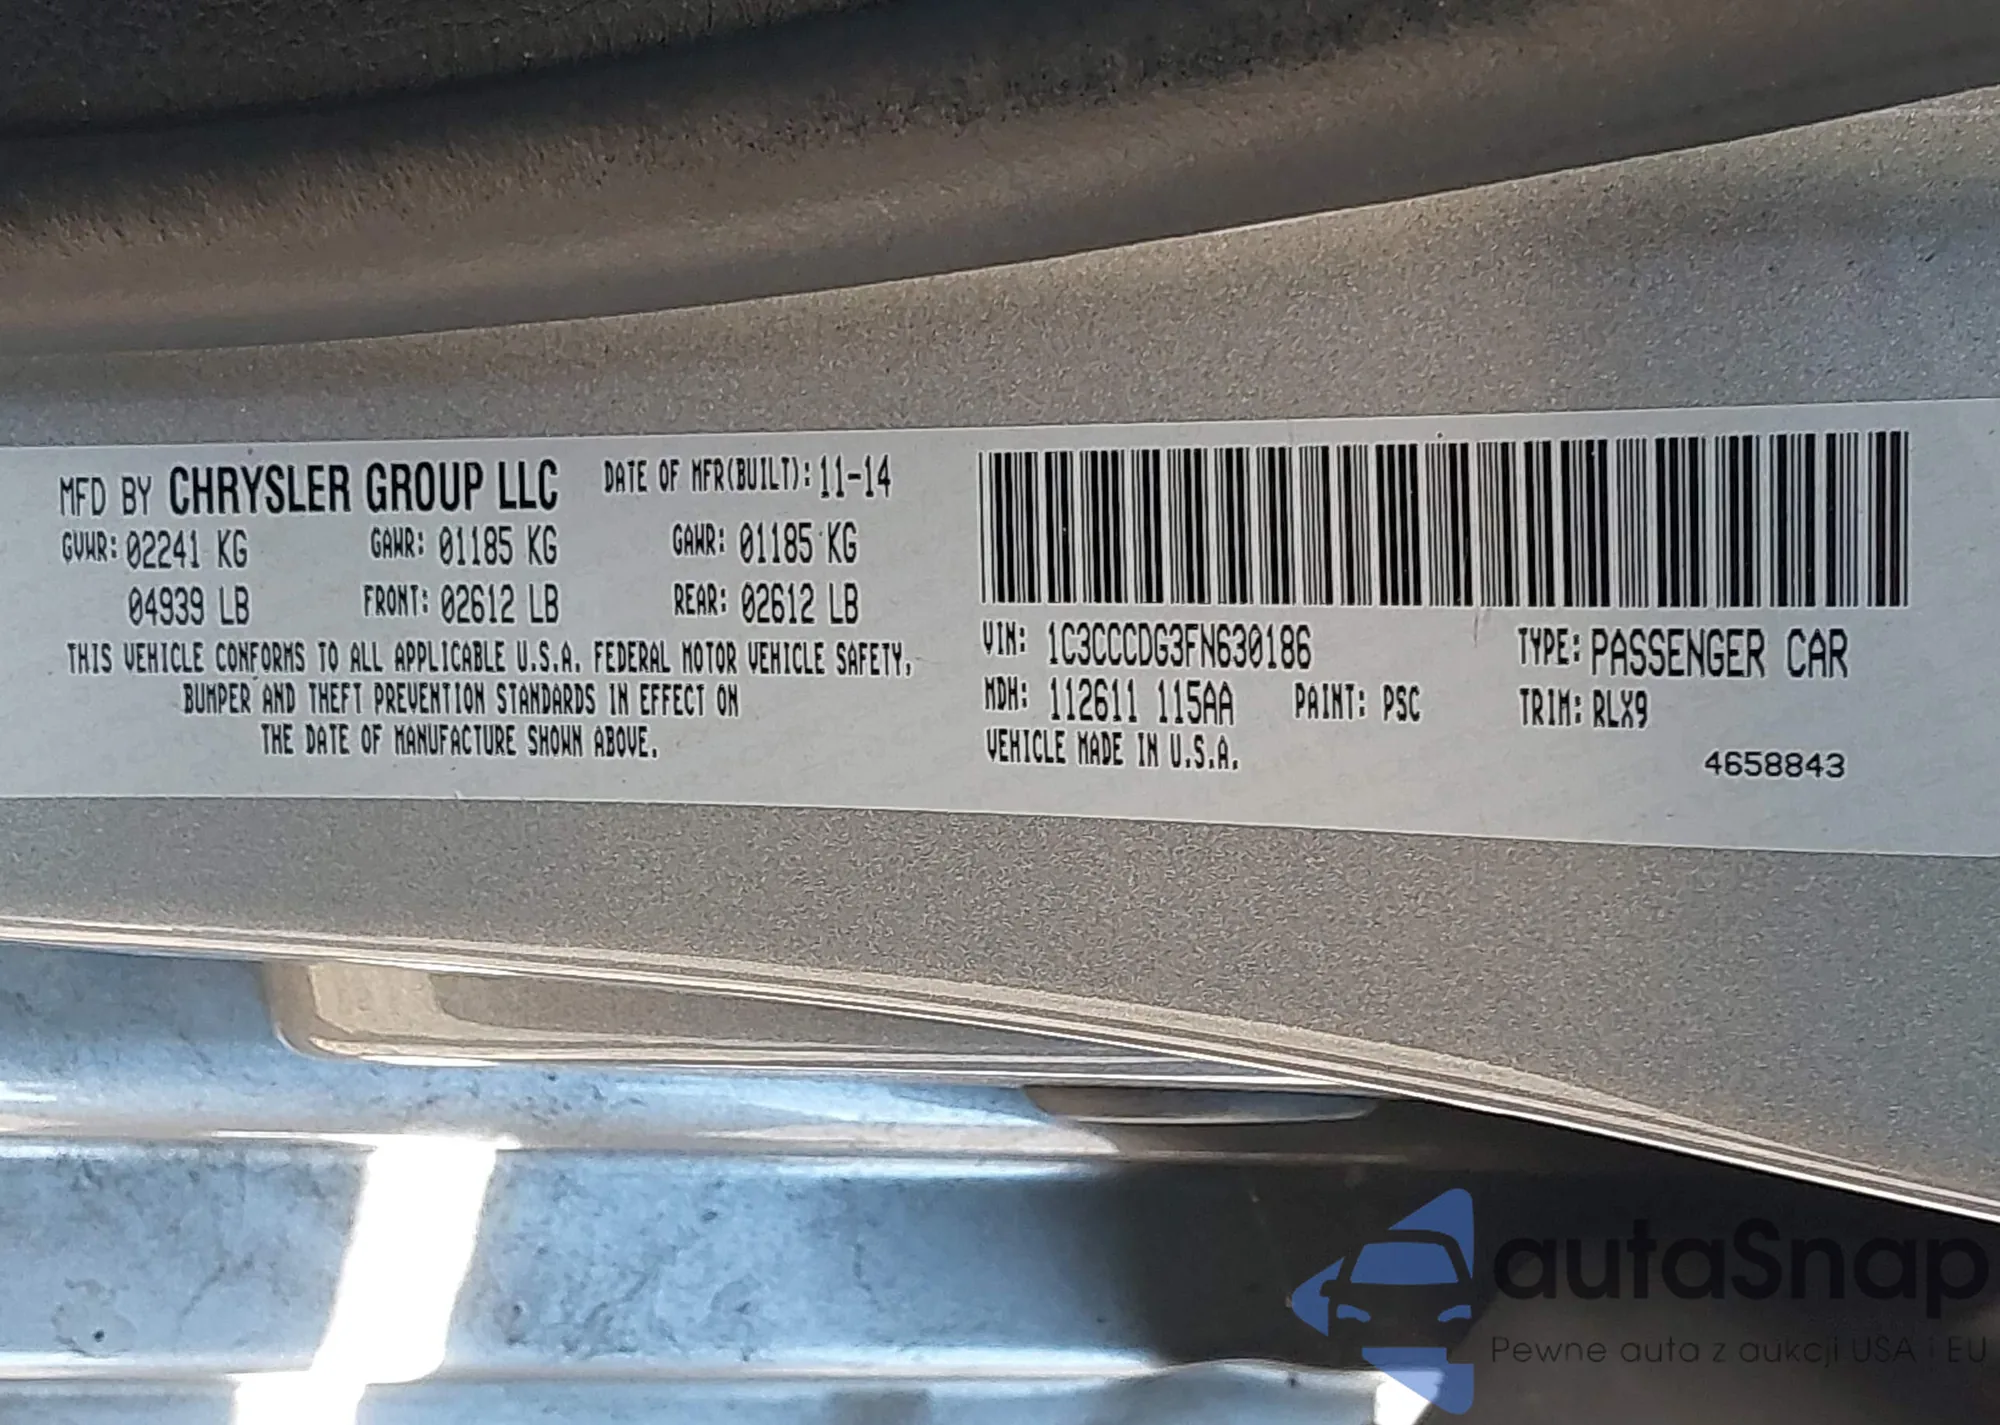 MFD BY CHRYSLER GROUP LLC DATE OF MFR(BUILT): 11-14
GVWR: 02241 KG GAWR: 01185 KG GAWR: 01185 KG
04939 LB FRONT: 02612 LB REAR: 02612 LB
THIS VEHICLE CONFORMS TO ALL APPLICABLE U.S.A. FEDERAL MOTOR VEHICLE SAFETY,
BUMPER AND THEFT PREVENTION STANDARDS IN EFFECT ON
THE DATE OF MANUFACTURE SHOWN ABOVE.
VIN: 1C3CCCDG3FN630186 TYPE: PASSENGER CAR
MDH: 112611 115AA PAINT: PSC TRIM: RLX9
VEHICLE MADE IN U.S.A.
4658843
autaSnap
Pewne auta z aukcji USA i EU